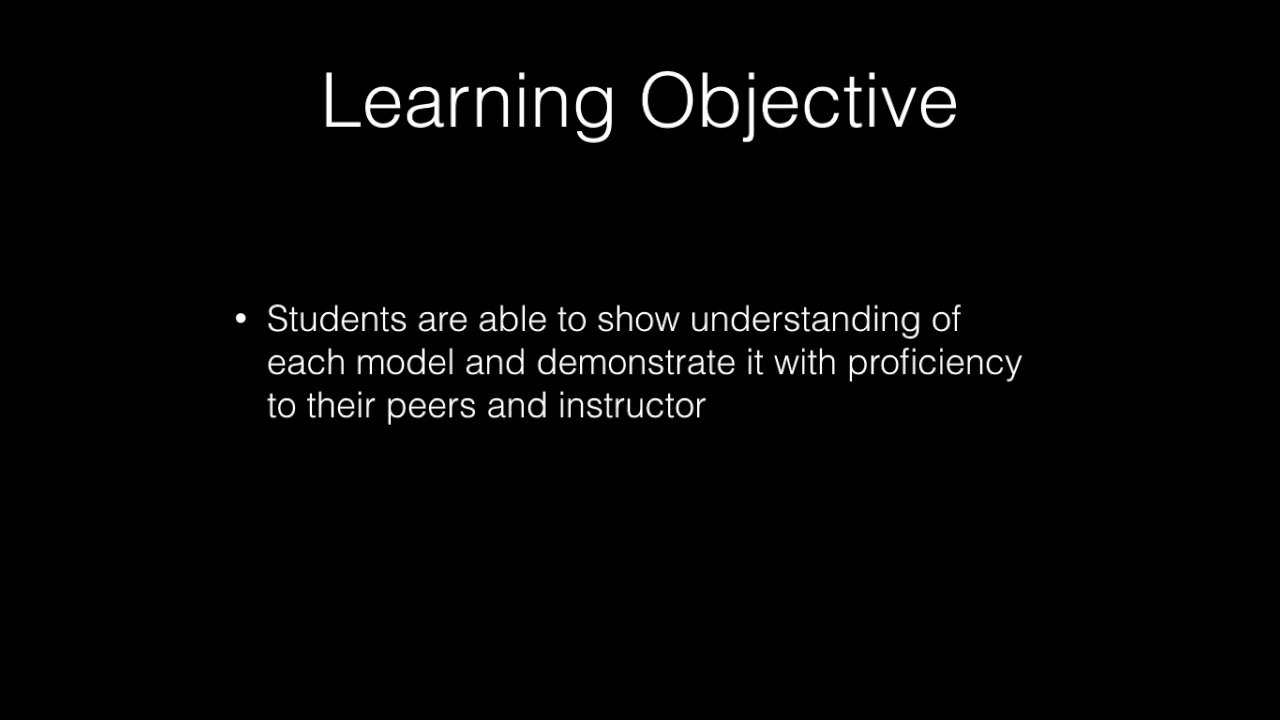 Learning Objective
• Students are able to show understanding of
each model and demonstrate it with proficiency
to their peers and instructor